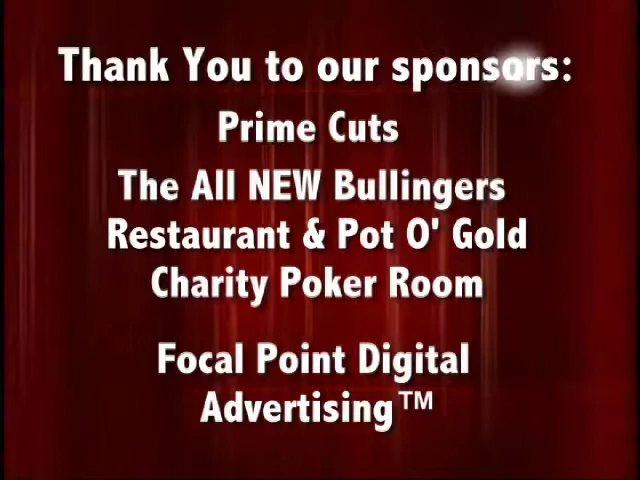 Thank You to our sponsors:
Prime Cuts
The All NEW Bullingers
Restaurant & Pot O' Gold
Charity Poker Room
Focal Point Digital
Advertising™